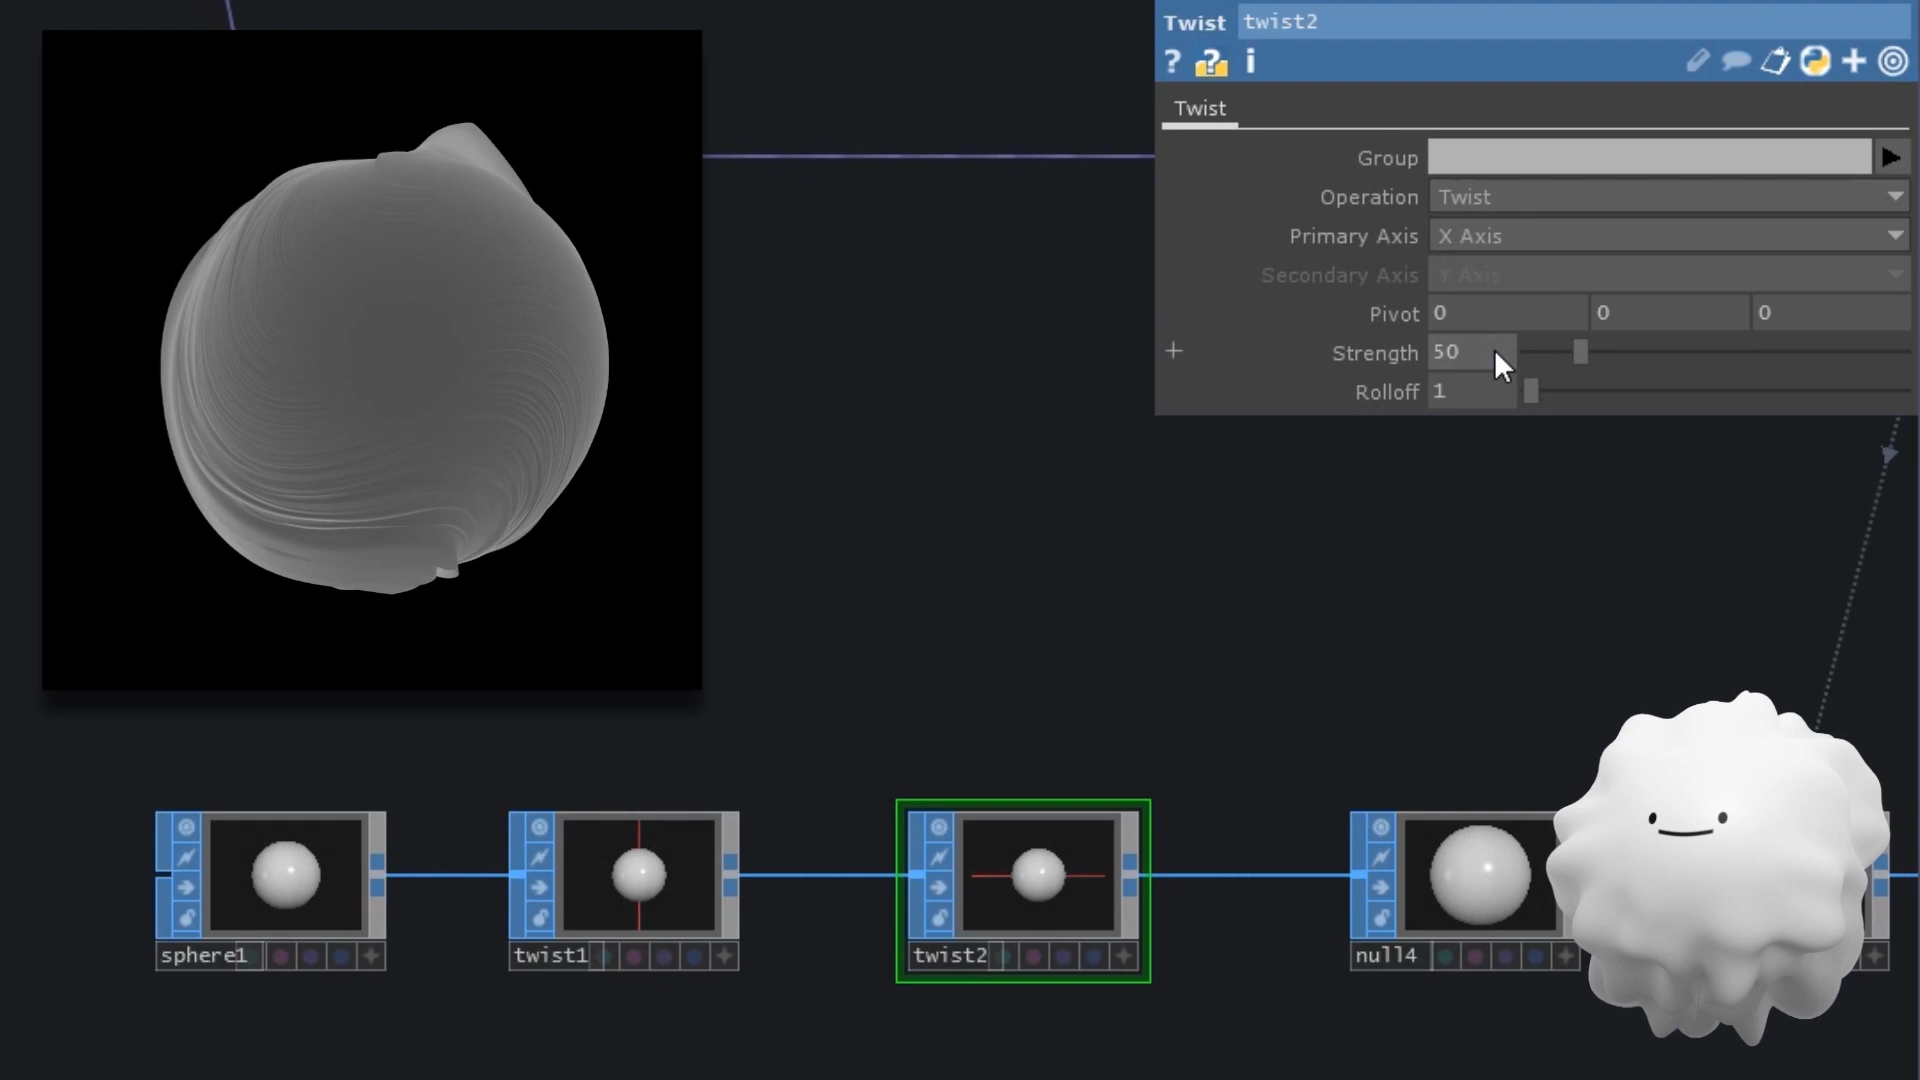 Twist twist2
? ? i
Twist
Group
Operation Twist
Primary Axis X Axis
Secondary Axis Y Axis
Pivot 0 0 0
+ Strength 50
Rolloff 1
sphere1 twist1 twist2 null4